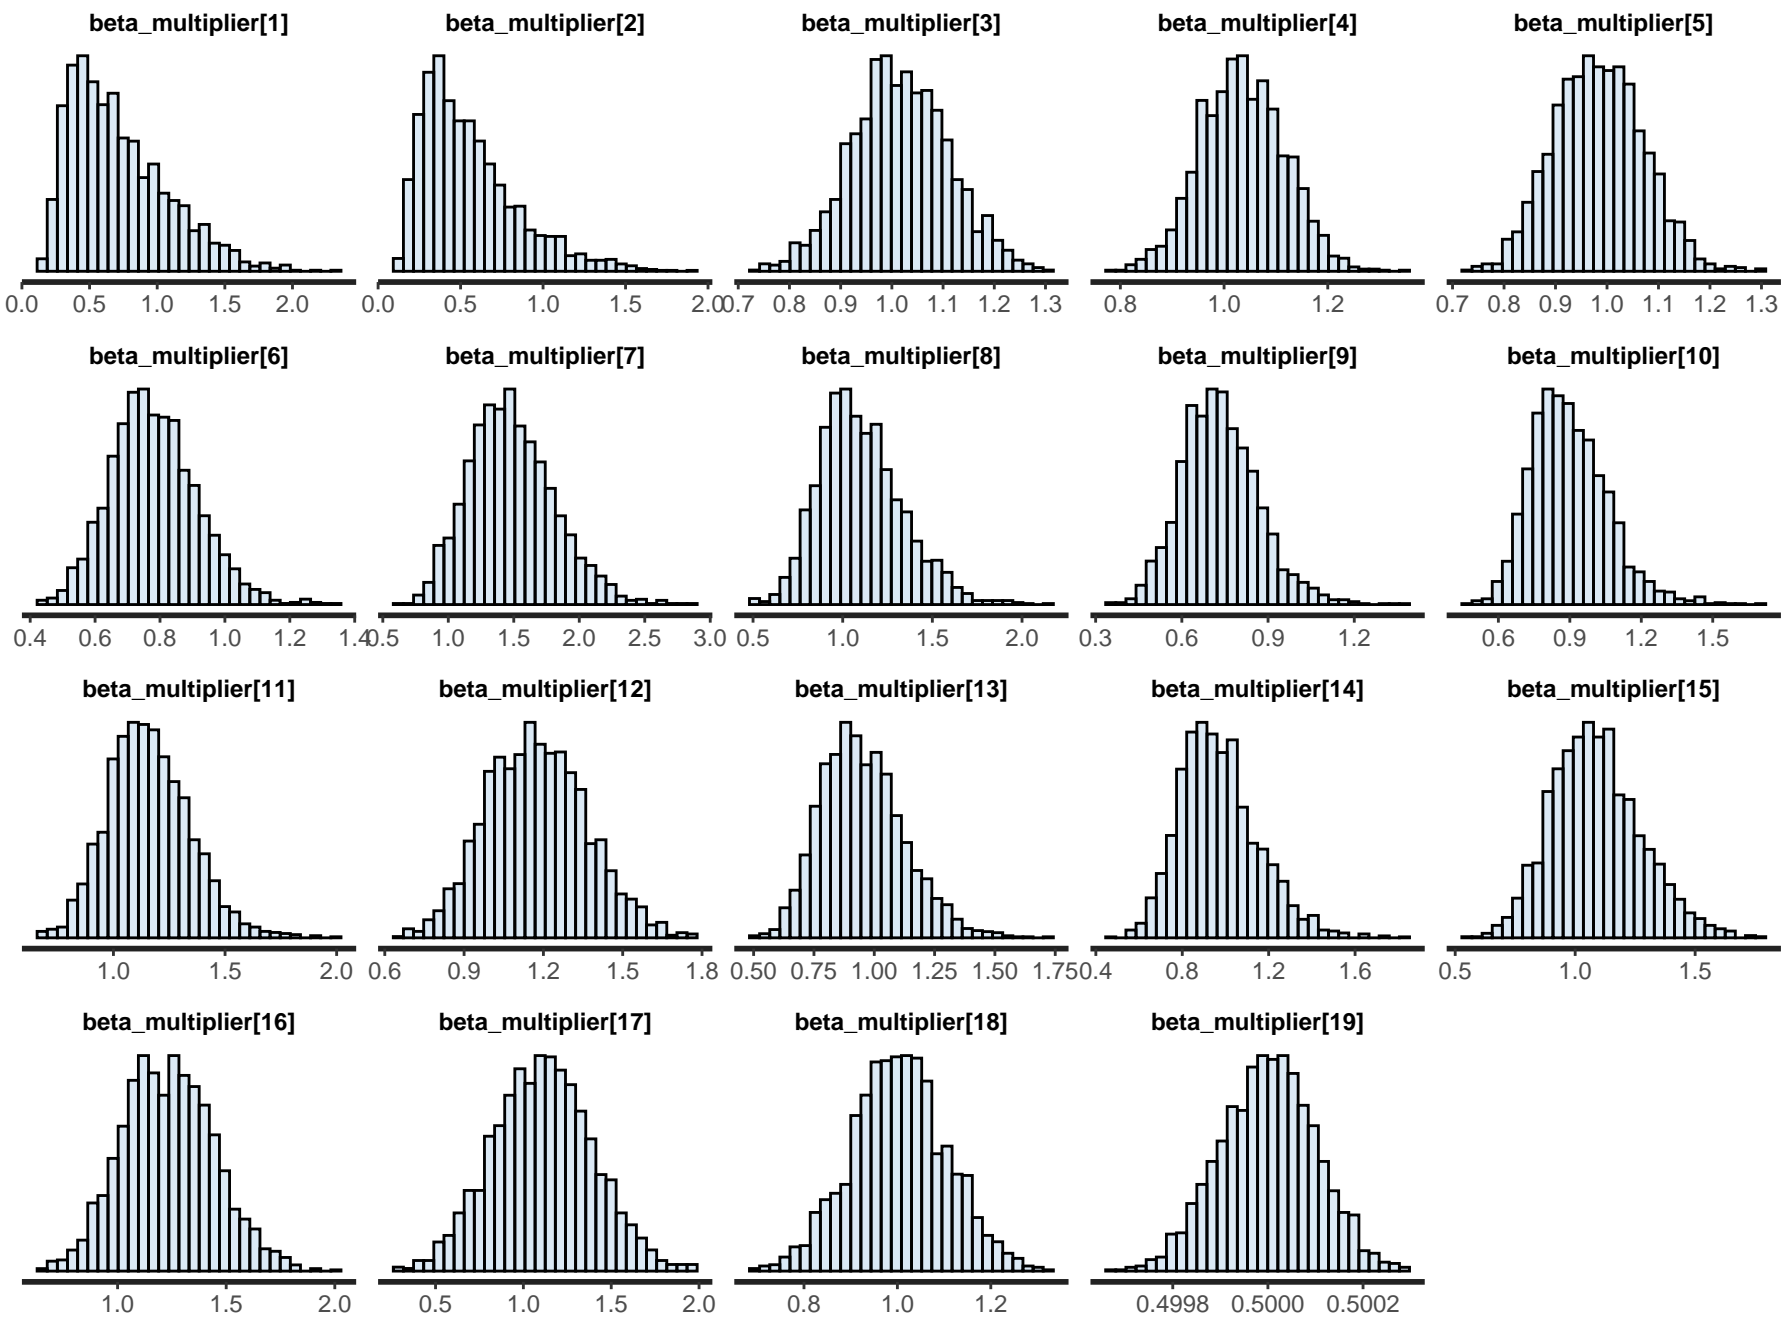 beta_multiplier[1] beta_multiplier[2] beta_multiplier[3] beta_multiplier[4] beta_multiplier[5]
0.0 0.5 1.0 1.5 2.0 0.0 0.5 1.0 1.5 2.0 0.7 0.8 0.9 1.0 1.1 1.2 1.3 0.8 1.0 1.2 0.7 0.8 0.9 1.0 1.1 1.2 1.3
beta_multiplier[6] beta_multiplier[7] beta_multiplier[8] beta_multiplier[9] beta_multiplier[10]
0.4 0.6 0.8 1.0 1.2 1.4 0.5 1.0 1.5 2.0 2.5 3.0 0.5 1.0 1.5 2.0 0.3 0.6 0.9 1.2 0.6 0.9 1.2 1.5
beta_multiplier[11] beta_multiplier[12] beta_multiplier[13] beta_multiplier[14] beta_multiplier[15]
1.0 1.5 2.0 0.6 0.9 1.2 1.5 1.8 0.50 0.75 1.00 1.25 1.50 1.75 0.4 0.8 1.2 1.6 0.5 1.0 1.5
beta_multiplier[16] beta_multiplier[17] beta_multiplier[18] beta_multiplier[19]
1.0 1.5 2.0 0.5 1.0 1.5 2.0 0.8 1.0 1.2 0.4998 0.5000 0.5002